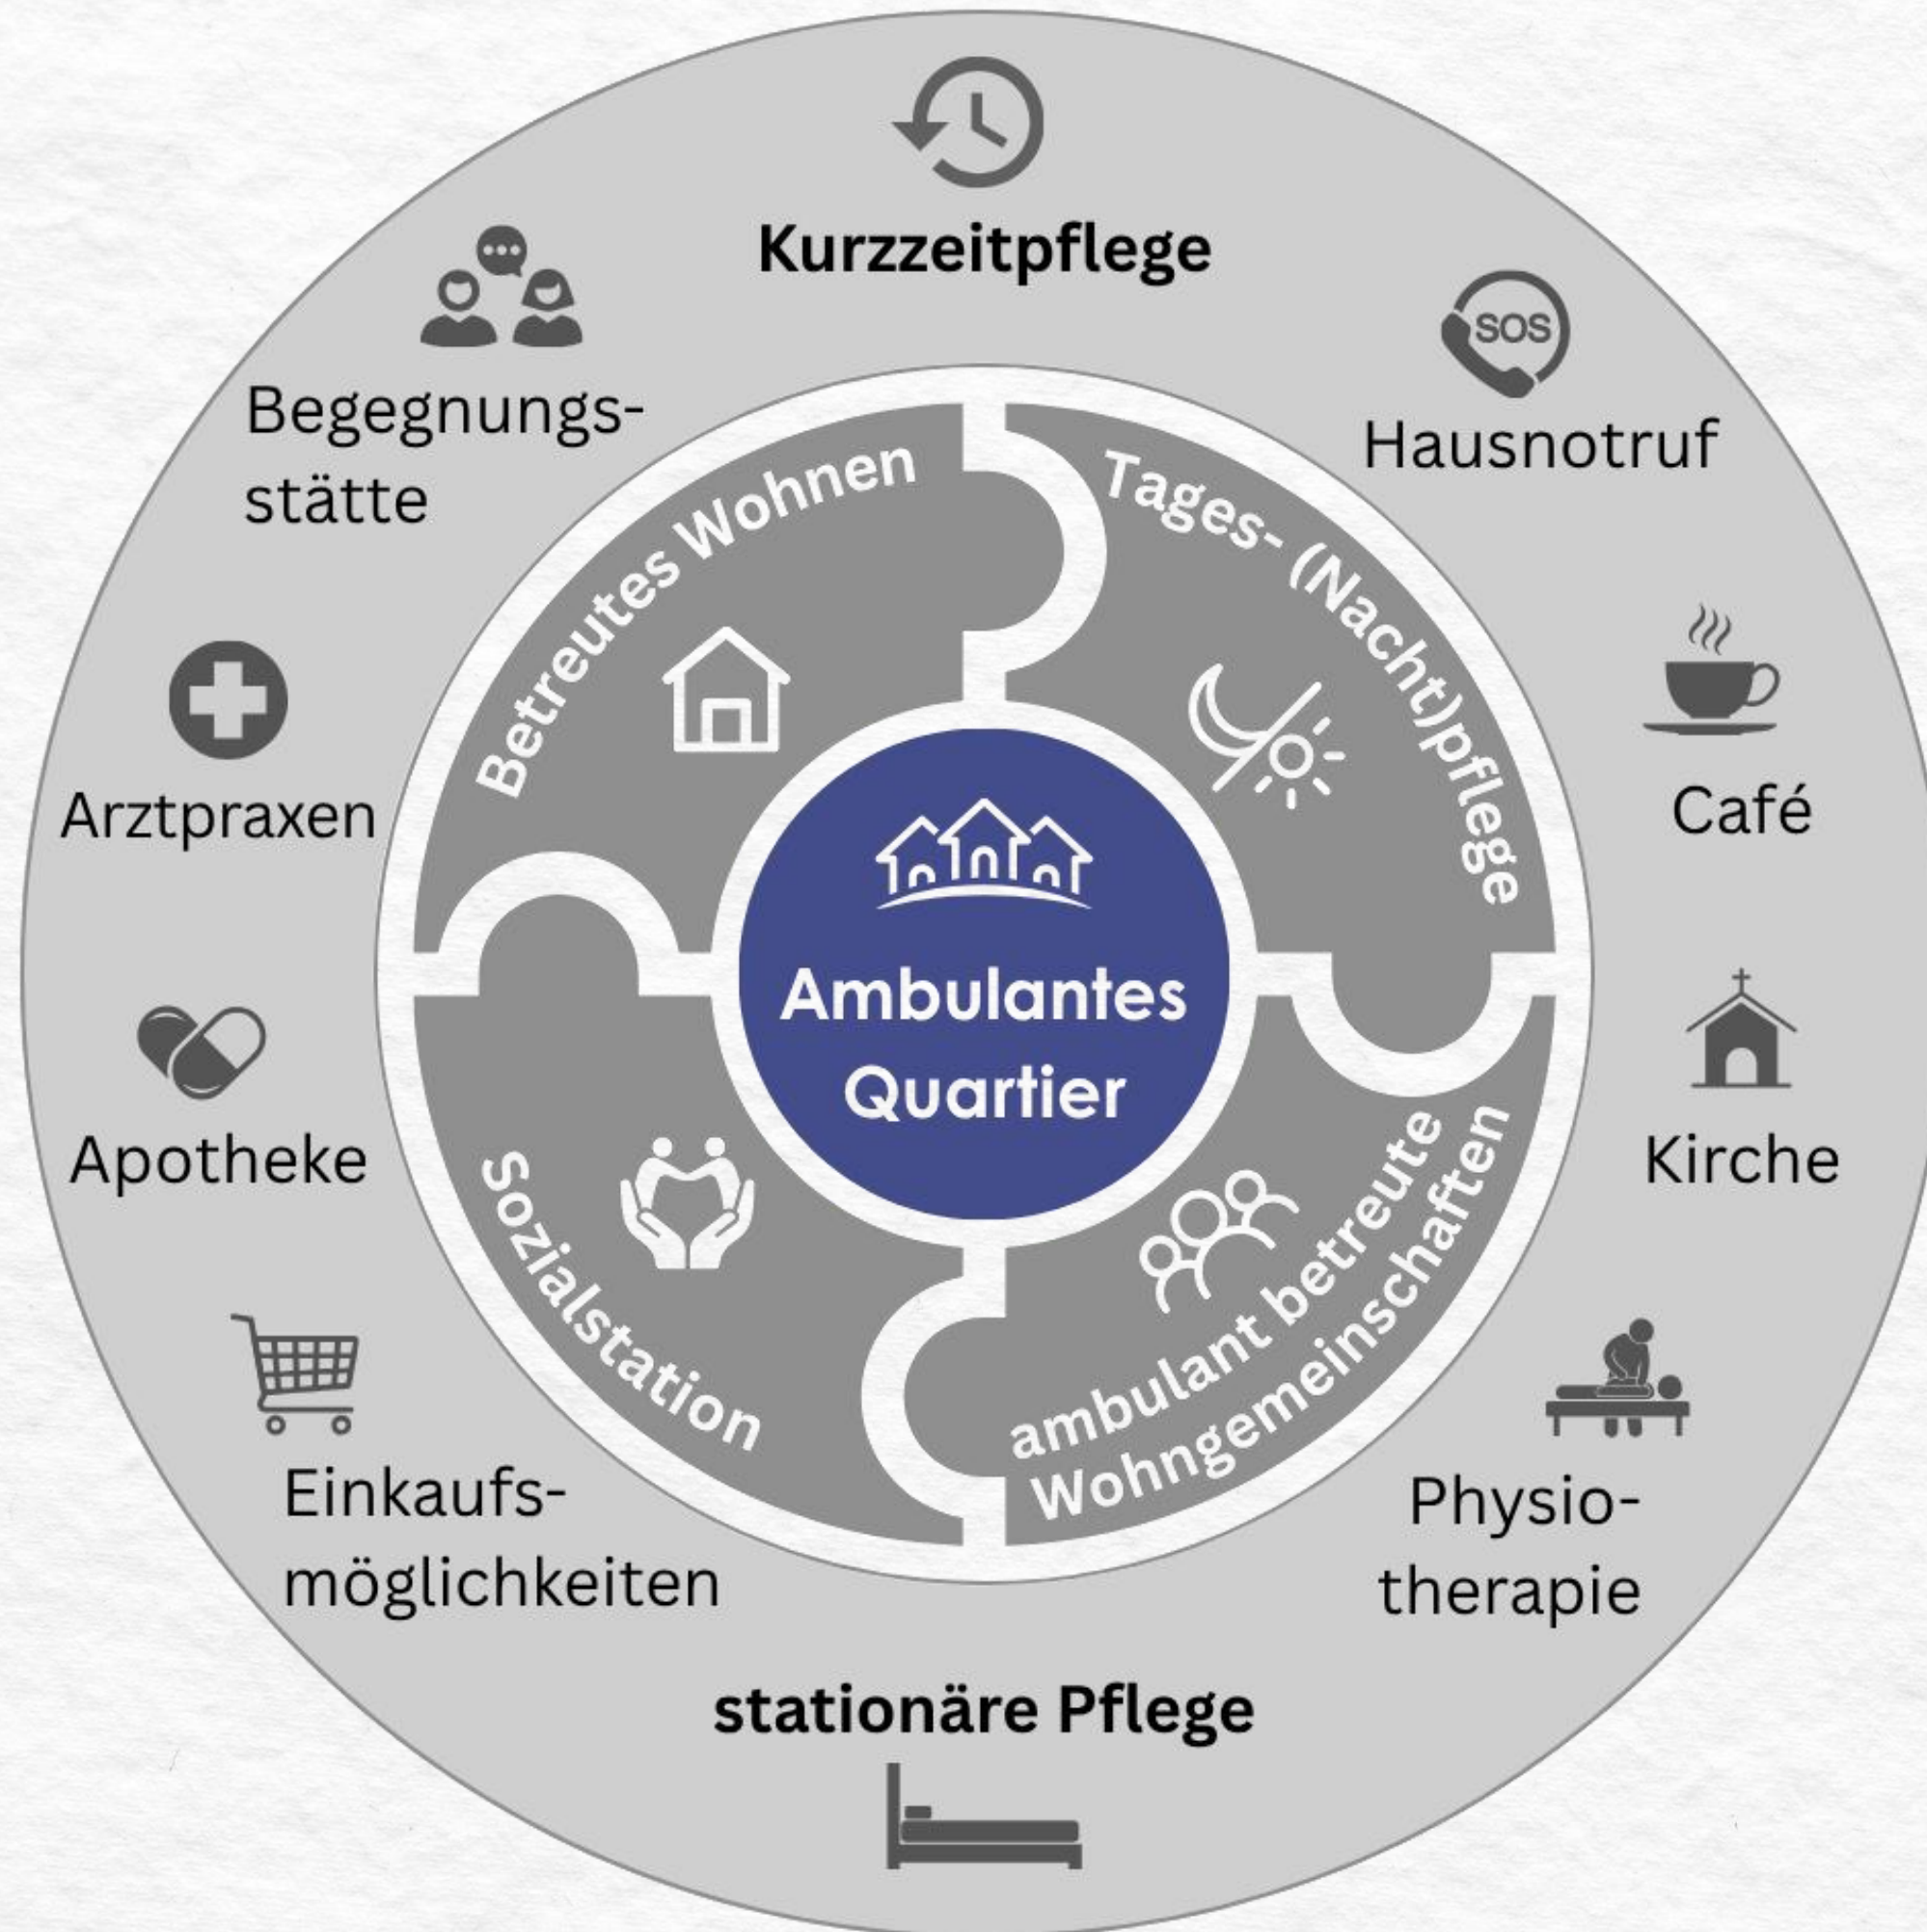 Kurzzeitpflege
SOS
Hausnotruf
Café
Kirche
Physio-
therapie
stationäre Pflege
Einkaufs-
möglichkeiten
Apotheke
Arztpraxen
Begegnungs-
stätte
Betreutes Wohnen
Tages- (Nacht)pflege
ambulant betreute
Wohngemeinschaften
Sozialstation
Ambulantes
Quartier